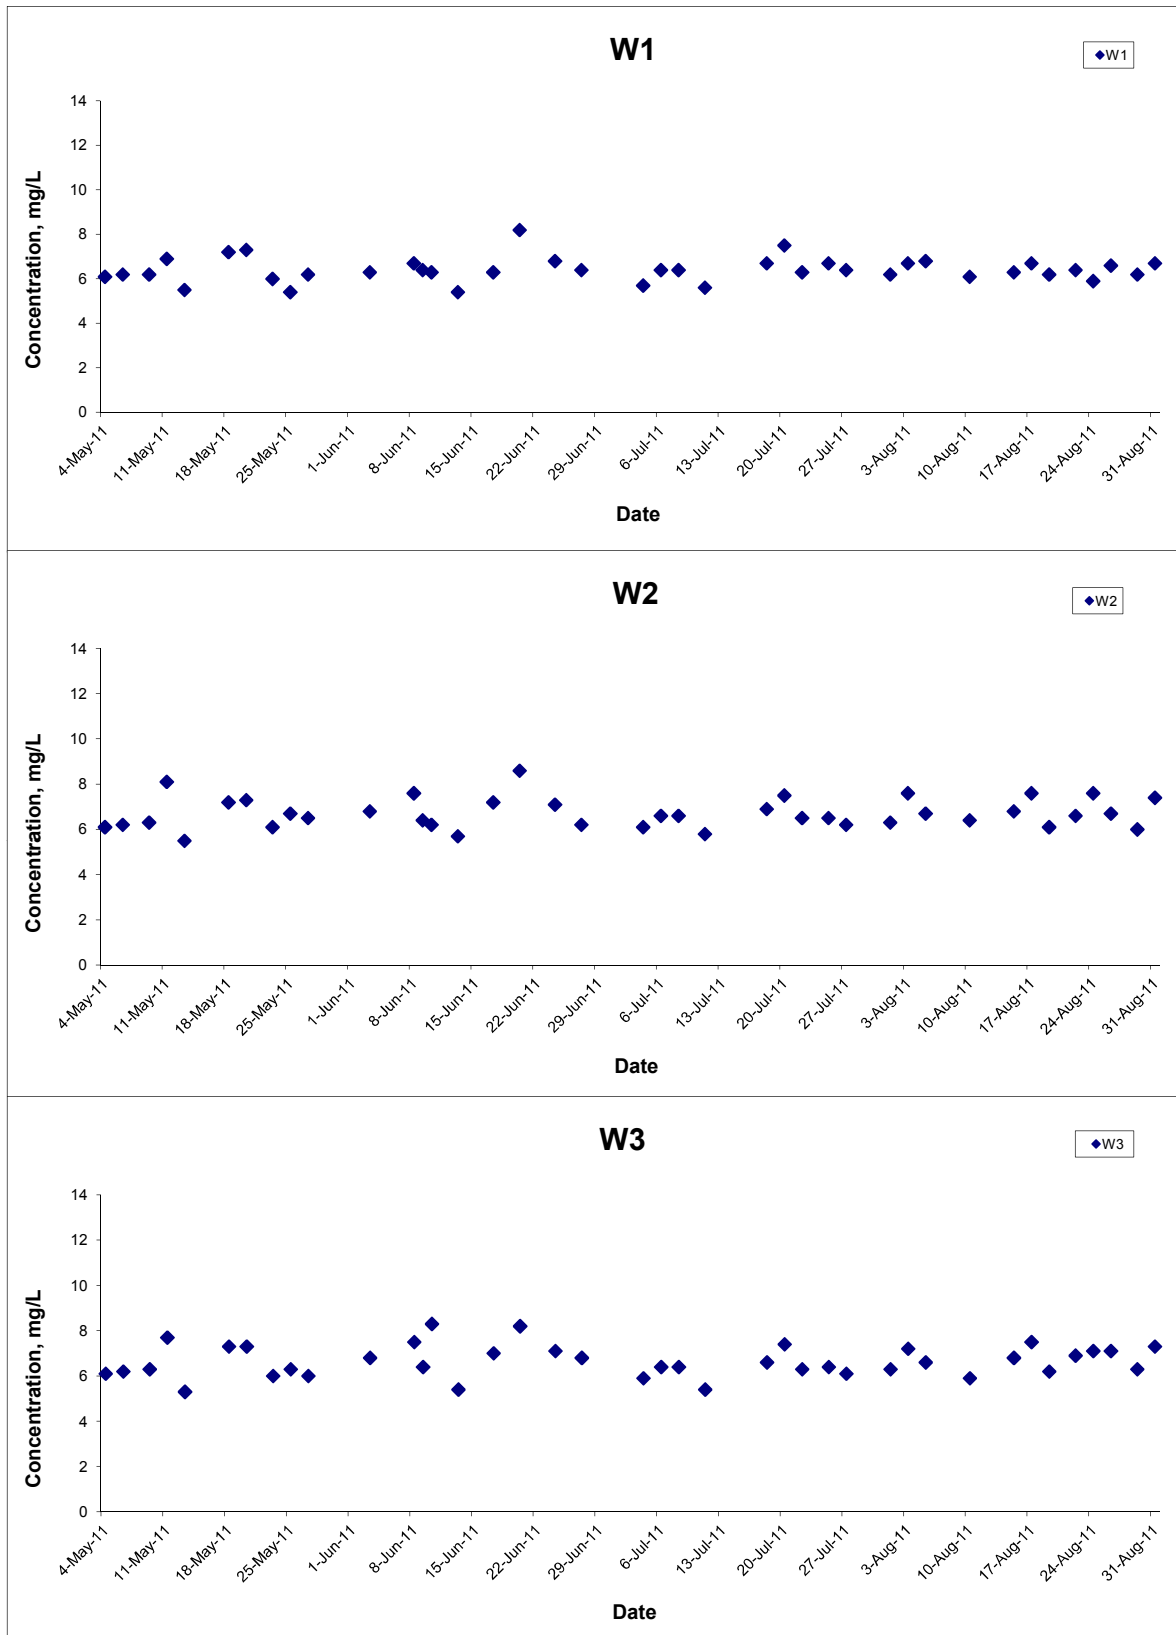 W1
W1
14
12
10
8
6
4
2
0
Concentration, mg/L
4-May-11
11-May-11
18-May-11
25-May-11
1-Jun-11
8-Jun-11
15-Jun-11
22-Jun-11
29-Jun-11
6-Jul-11
13-Jul-11
20-Jul-11
27-Jul-11
3-Aug-11
10-Aug-11
17-Aug-11
24-Aug-11
31-Aug-11
Date
W2
W2
14
12
10
8
6
4
2
0
Concentration, mg/L
4-May-11
11-May-11
18-May-11
25-May-11
1-Jun-11
8-Jun-11
15-Jun-11
22-Jun-11
29-Jun-11
6-Jul-11
13-Jul-11
20-Jul-11
27-Jul-11
3-Aug-11
10-Aug-11
17-Aug-11
24-Aug-11
31-Aug-11
Date
W3
W3
14
12
10
8
6
4
2
0
Concentration, mg/L
4-May-11
11-May-11
18-May-11
25-May-11
1-Jun-11
8-Jun-11
15-Jun-11
22-Jun-11
29-Jun-11
6-Jul-11
13-Jul-11
20-Jul-11
27-Jul-11
3-Aug-11
10-Aug-11
17-Aug-11
24-Aug-11
31-Aug-11
Date